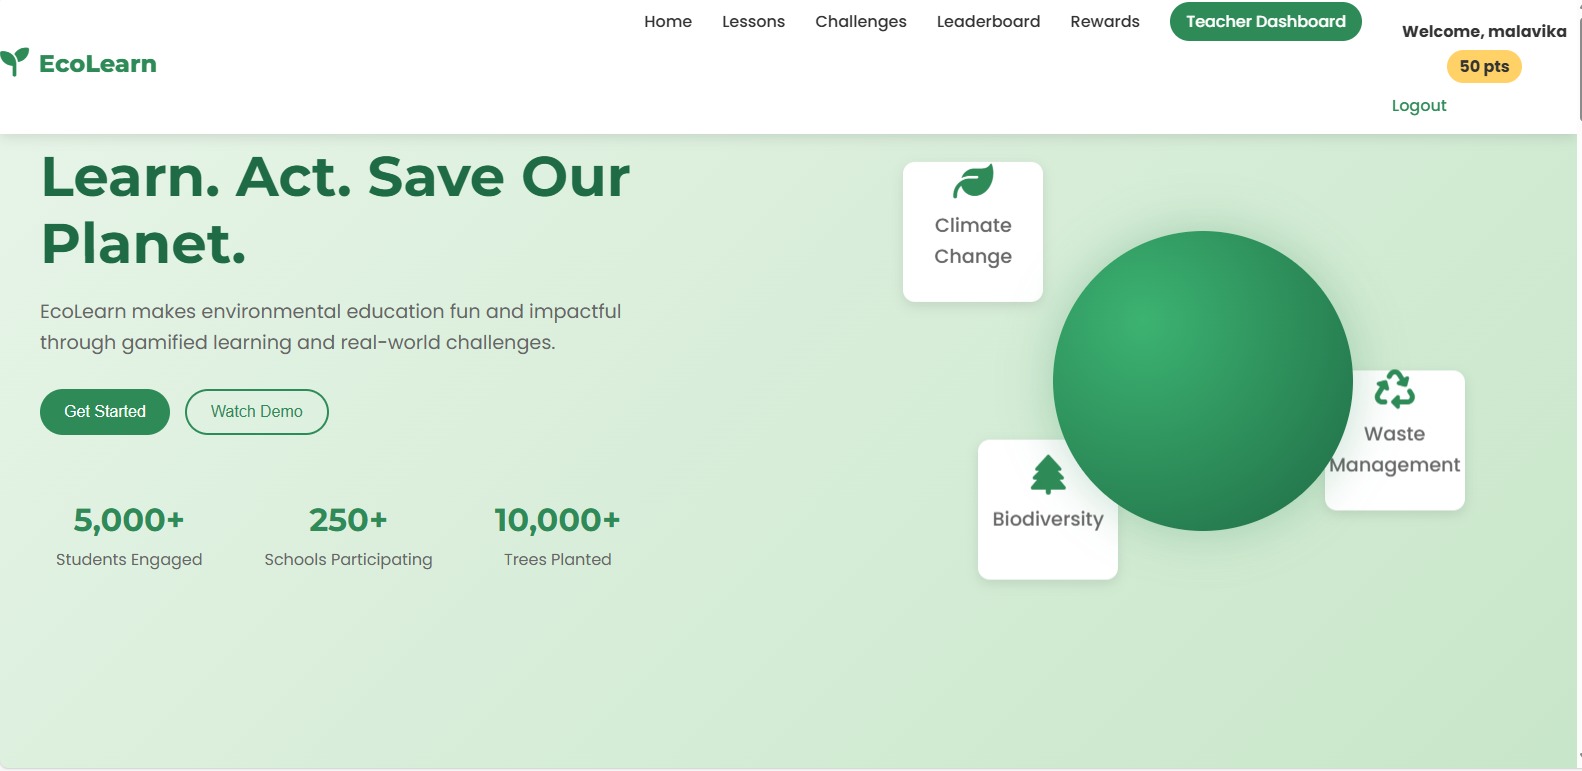 Home Lessons Challenges Leaderboard Rewards Teacher Dashboard
Welcome, malavika
50 pts
Logout
EcoLearn
Learn. Act. Save Our
Planet.
EcoLearn makes environmental education fun and impactful
through gamified learning and real-world challenges.
Get Started
Watch Demo
5,000+
Students Engaged
250+
Schools Participating
10,000+
Trees Planted
Climate
Change
Waste
Management
Biodiversity